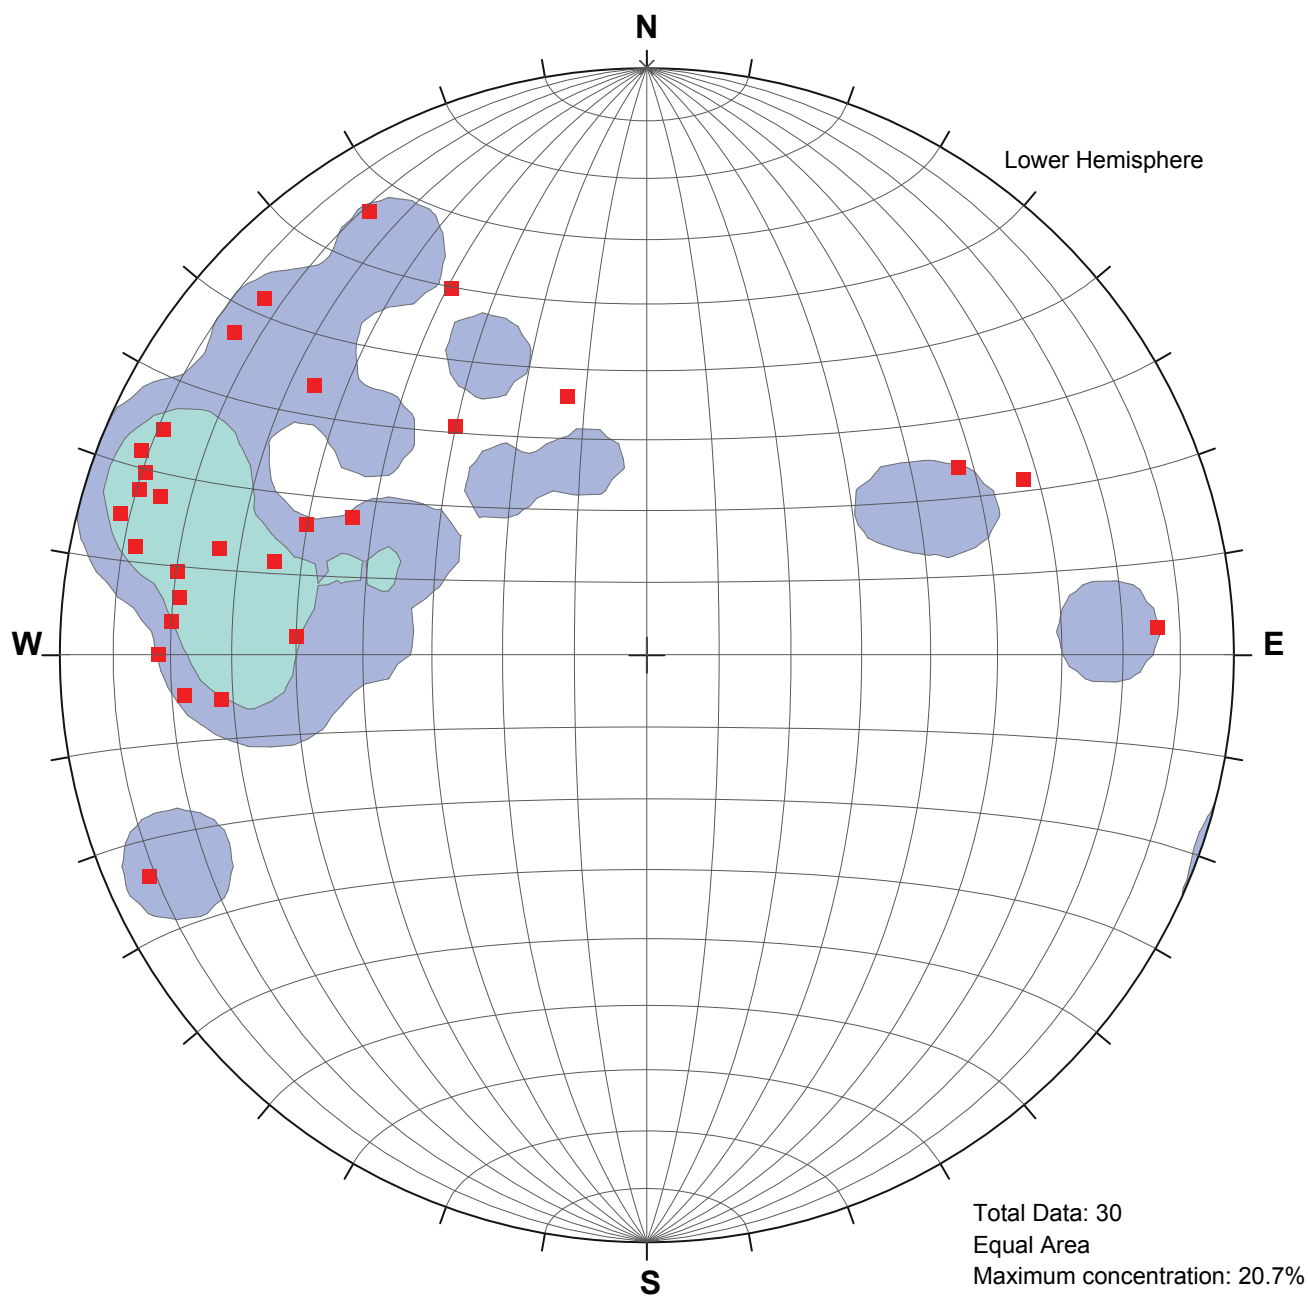 N
Lower Hemisphere
W
E
S
Total Data: 30
Equal Area
Maximum concentration: 20.7%